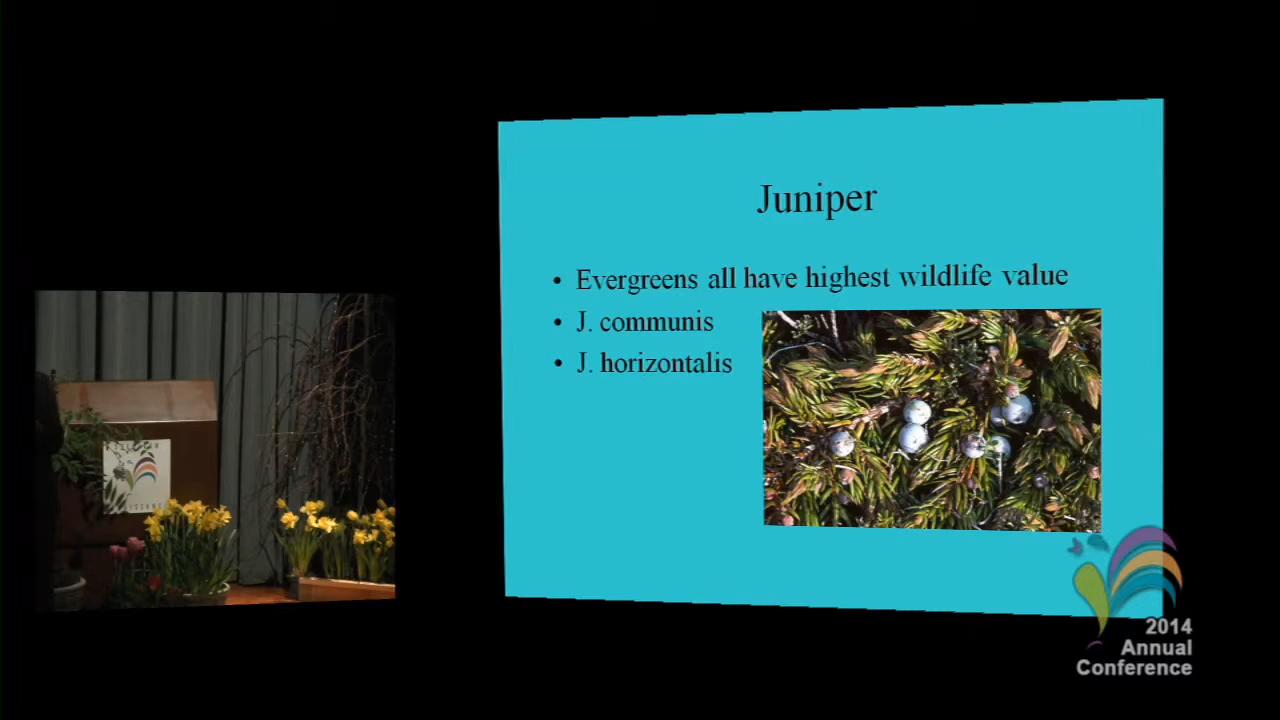 Juniper
• Evergreens all have highest wildlife value
• J. communis
• J. horizontalis
2014
Annual
Conference